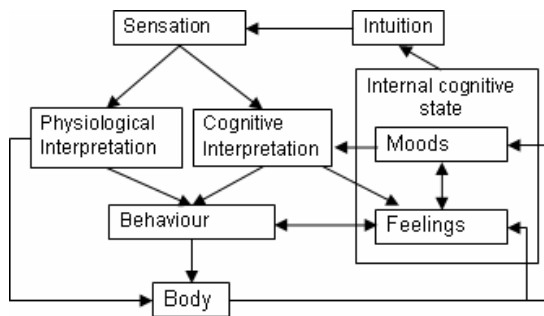 Sensation
Intuition
Internal cognitive
state
Physiological
Interpretation
Cognitive
Interpretation
Moods
Behaviour
Feelings
Body